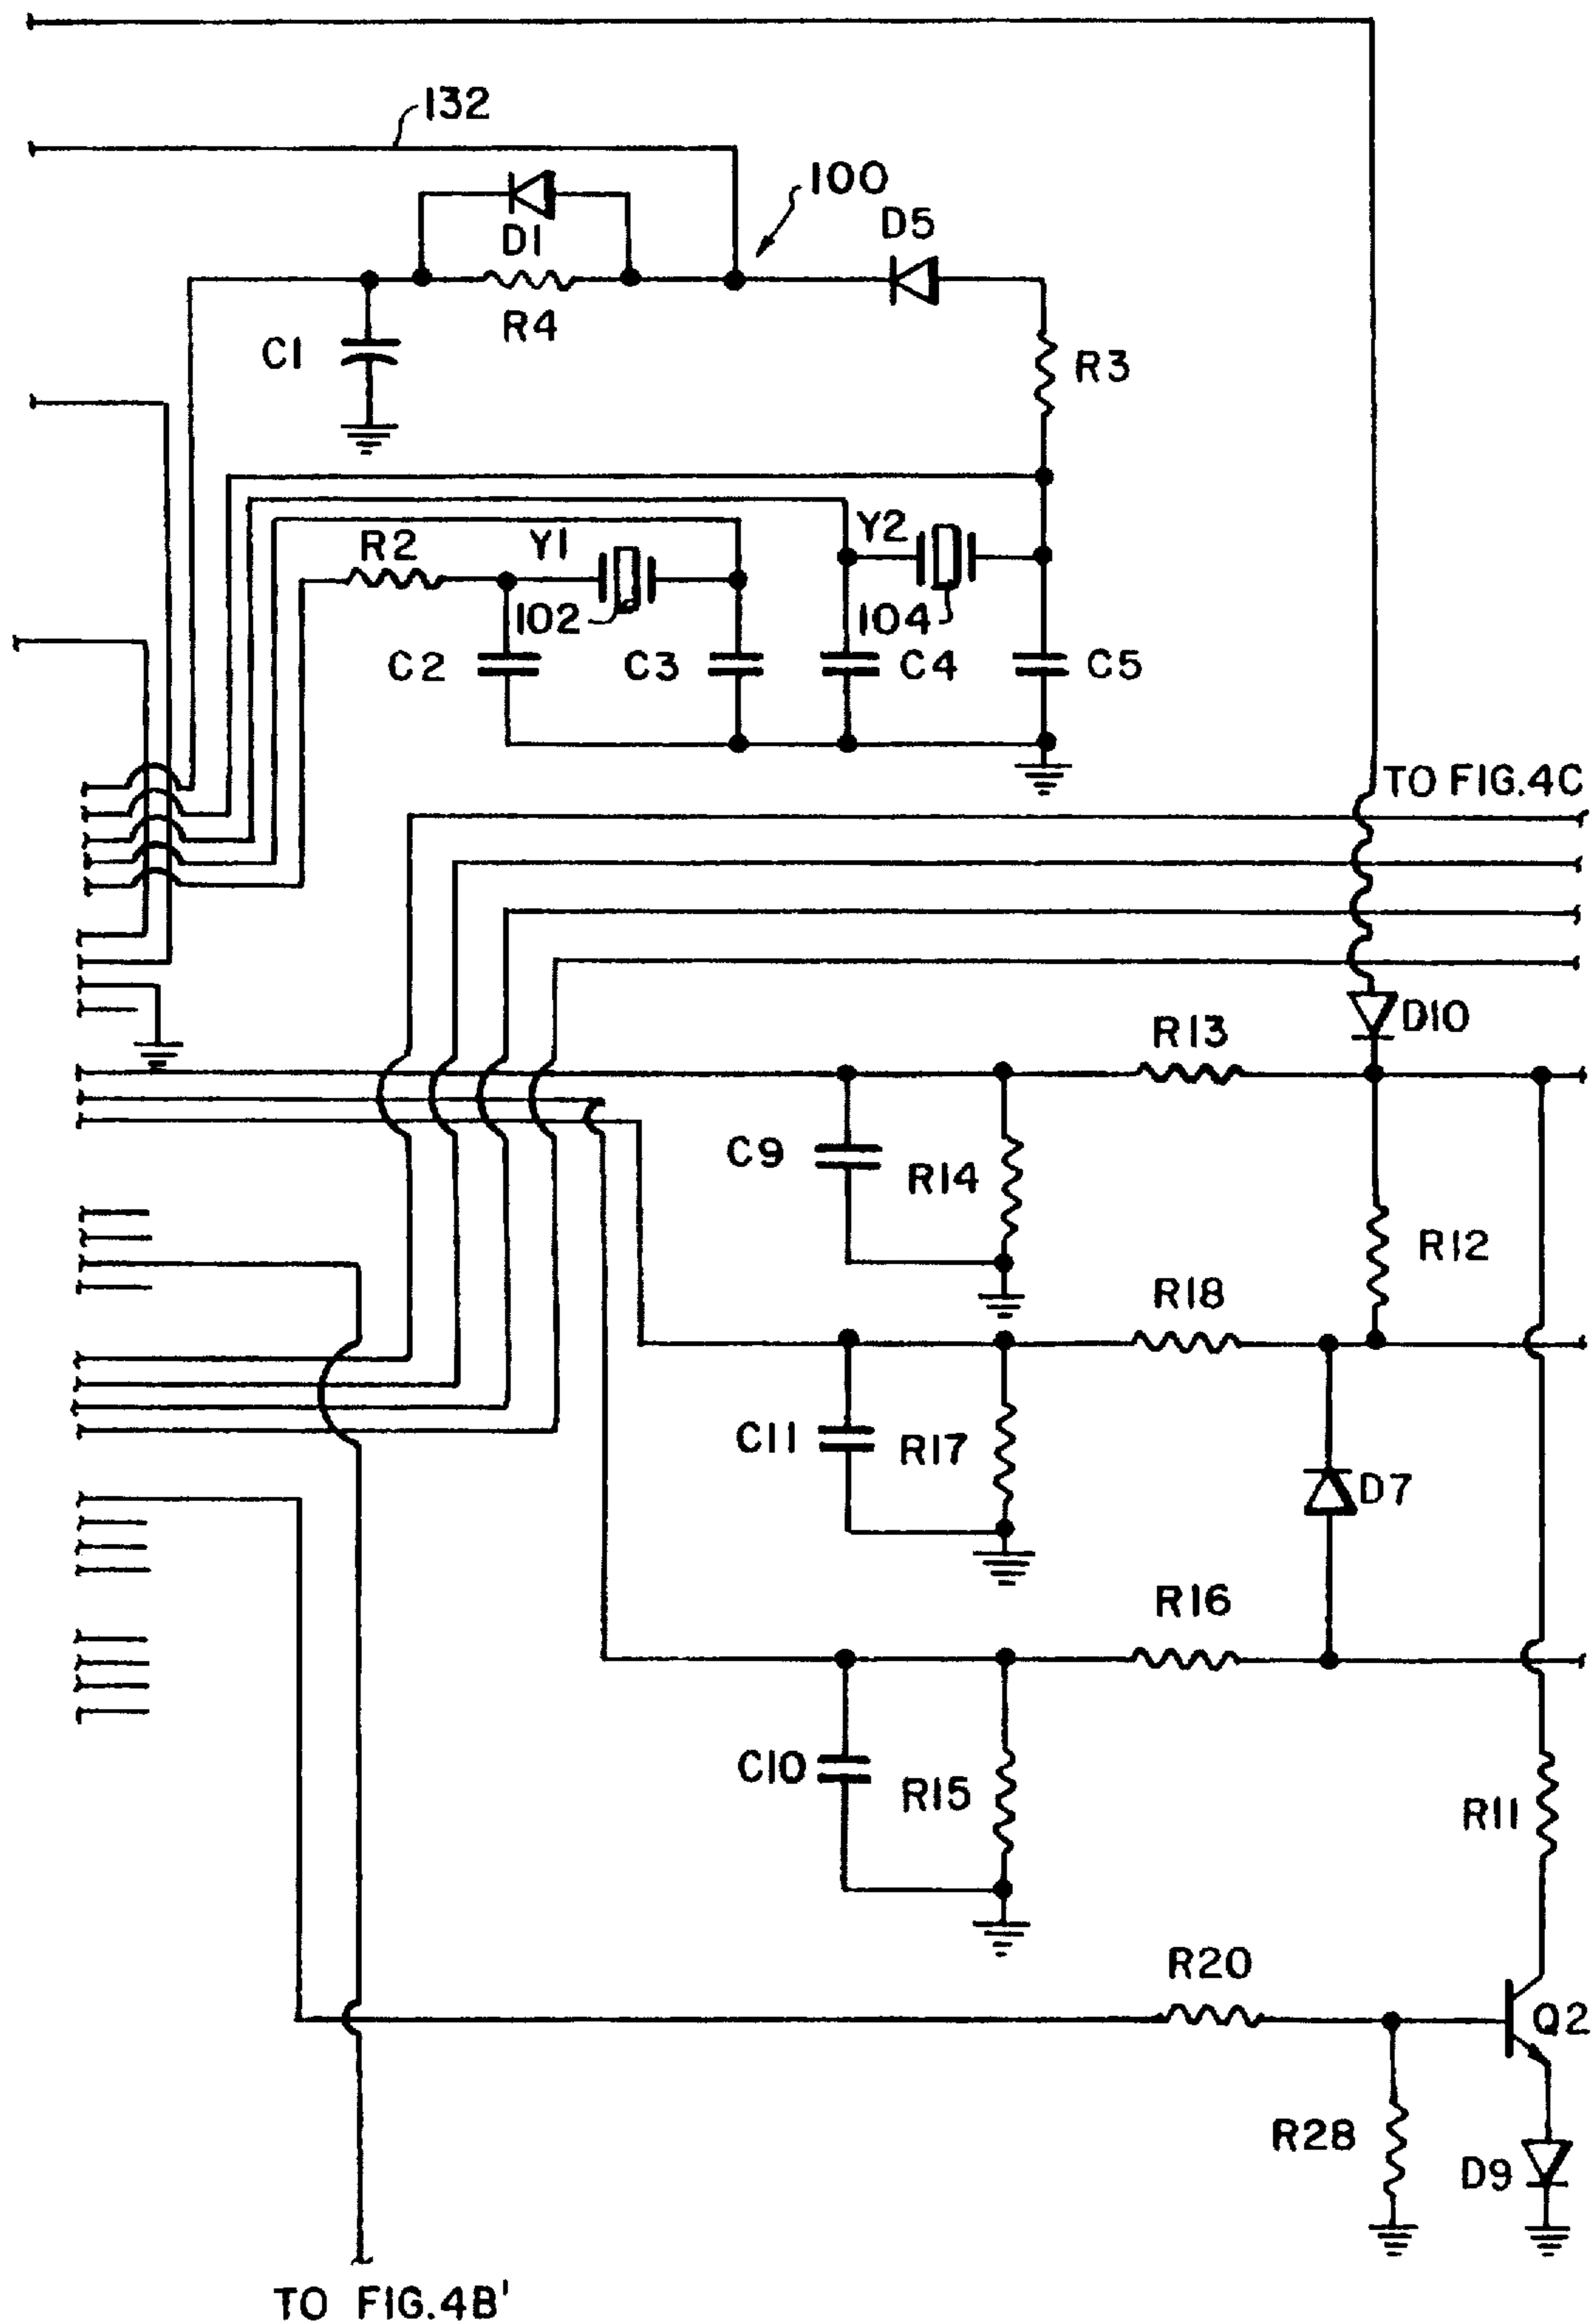 132
100
D1
D5
R4
C1
R3
R2
Y1
Y2
102
104
C2
C3
C4
C5
TO FIG.4C
D10
R13
C9
R14
R12
R18
C11
R17
D7
R16
C10
R15
R11
R20
Q2
R28
D9
TO FIG.4B'